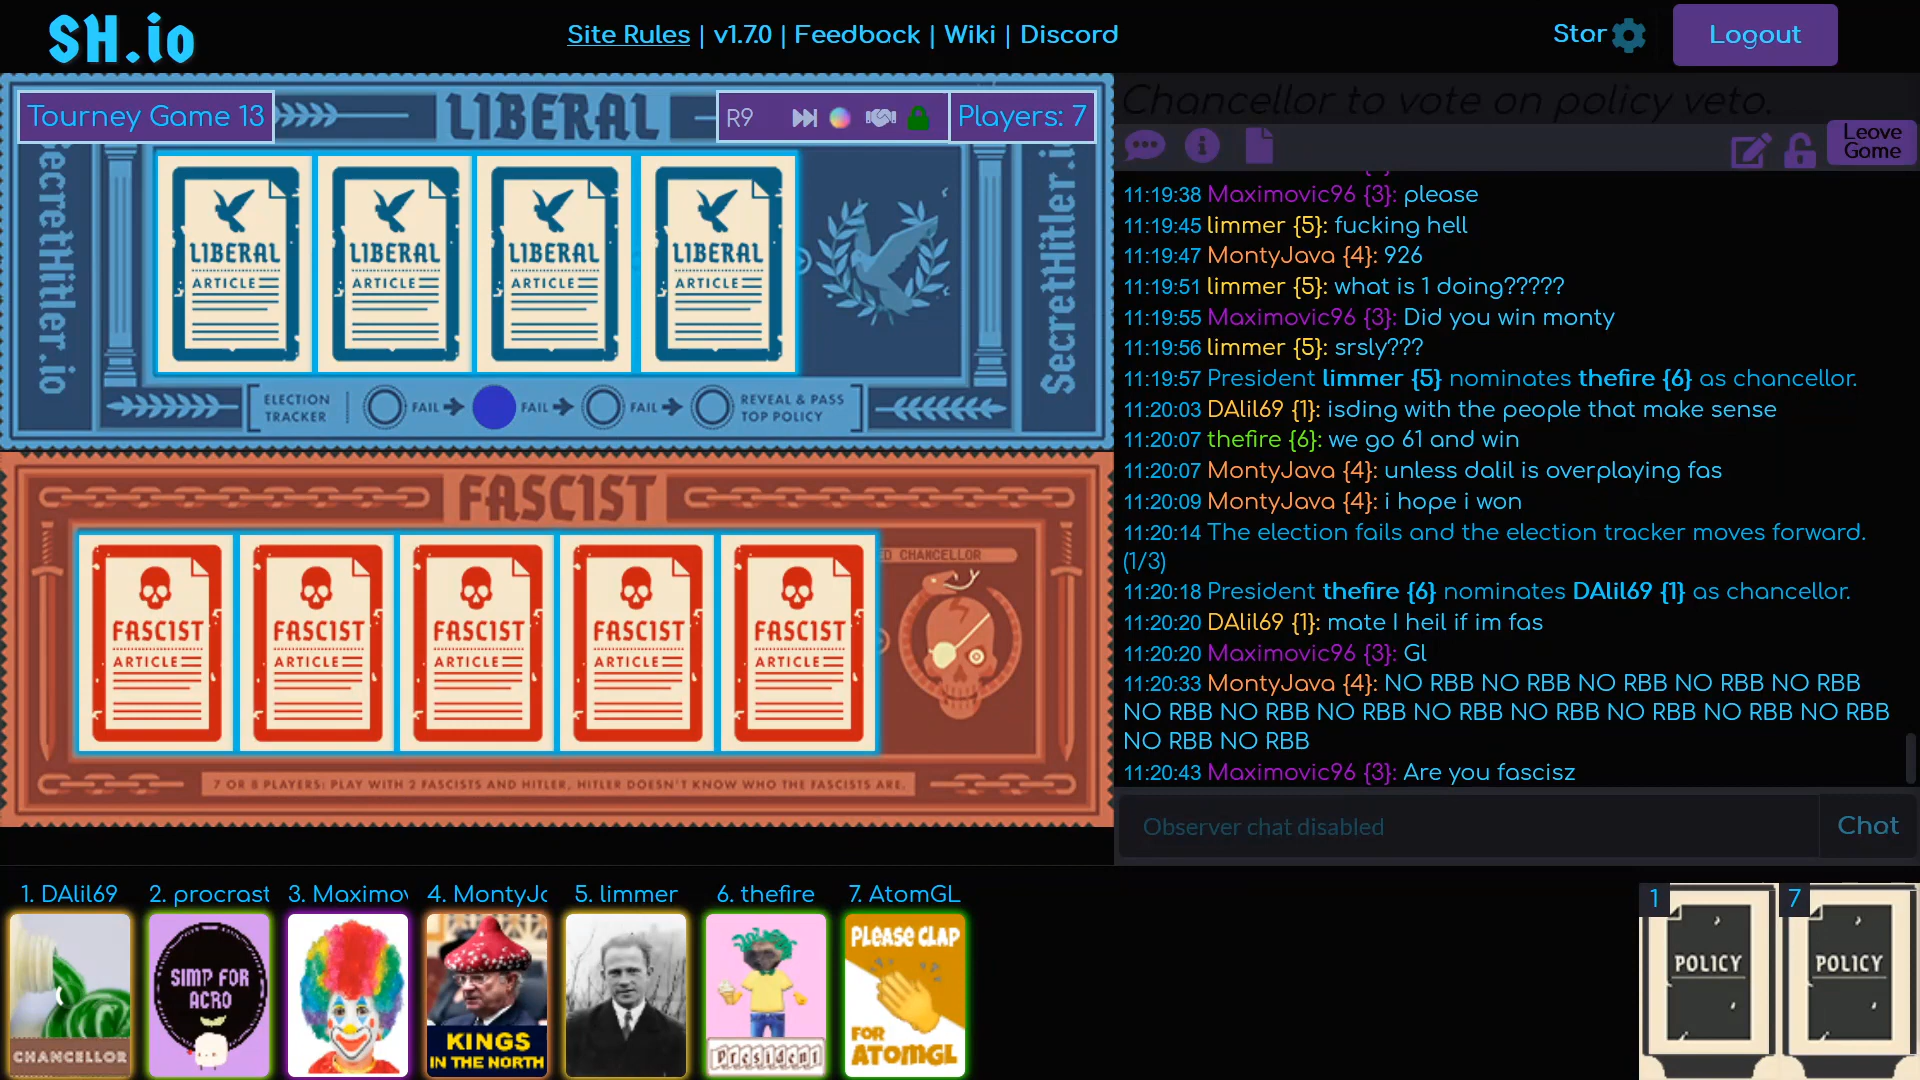 SH.io
Site Rules | v1.7.0 | Feedback | Wiki | Discord
Star
Logout
Tourney Game 13
LIBERAL
R9
Players: 7
SecretHitler.io
SecretHitler.io
LIBERAL
ARTICLE
LIBERAL
ARTICLE
LIBERAL
ARTICLE
LIBERAL
ARTICLE
ELECTION TRACKER
FAIL
FAIL
FAIL
REVEAL & PASS TOP POLICY
FASCIST
ED CHANCELLOR
FASCIST
ARTICLE
FASCIST
ARTICLE
FASCIST
ARTICLE
FASCIST
ARTICLE
FASCIST
ARTICLE
7 OR 8 PLAYERS: PLAY WITH 2 FASCISTS AND HITLER, HITLER DOESN'T KNOW WHO THE FASCISTS ARE.
Chancellor to vote on policy veto.
Leave Game
11:19:38 Maximovic96 {3}: please
11:19:45 limmer {5}: fucking hell
11:19:47 MontyJava {4}: 926
11:19:51 limmer {5}: what is 1 doing?????
11:19:55 Maximovic96 {3}: Did you win monty
11:19:56 limmer {5}: srsly???
11:19:57 President limmer {5} nominates thefire {6} as chancellor.
11:20:03 DAlil69 {1}: isding with the people that make sense
11:20:07 thefire {6}: we go 61 and win
11:20:07 MontyJava {4}: unless dalil is overplaying fas
11:20:09 MontyJava {4}: i hope i won
11:20:14 The election fails and the election tracker moves forward.
(1/3)
11:20:18 President thefire {6} nominates DAlil69 {1} as chancellor.
11:20:20 DAlil69 {1}: mate I heil if im fas
11:20:20 Maximovic96 {3}: Gl
11:20:33 MontyJava {4}: NO RBB NO RBB NO RBB NO RBB NO RBB
NO RBB NO RBB NO RBB NO RBB NO RBB NO RBB NO RBB NO RBB
NO RBB NO RBB
11:20:43 Maximovic96 {3}: Are you fascisz
Observer chat disabled
Chat
1. DAlil69
2. procrast
3. Maximov
4. MontyJa
5. limmer
6. thefire
7. AtomGL
CHANCELLOR
SIMP FOR
ACRO
KINGS
IN THE NORTH
President
PLEASE CLAP
FOR
ATOMGL
1
POLICY
7
POLICY